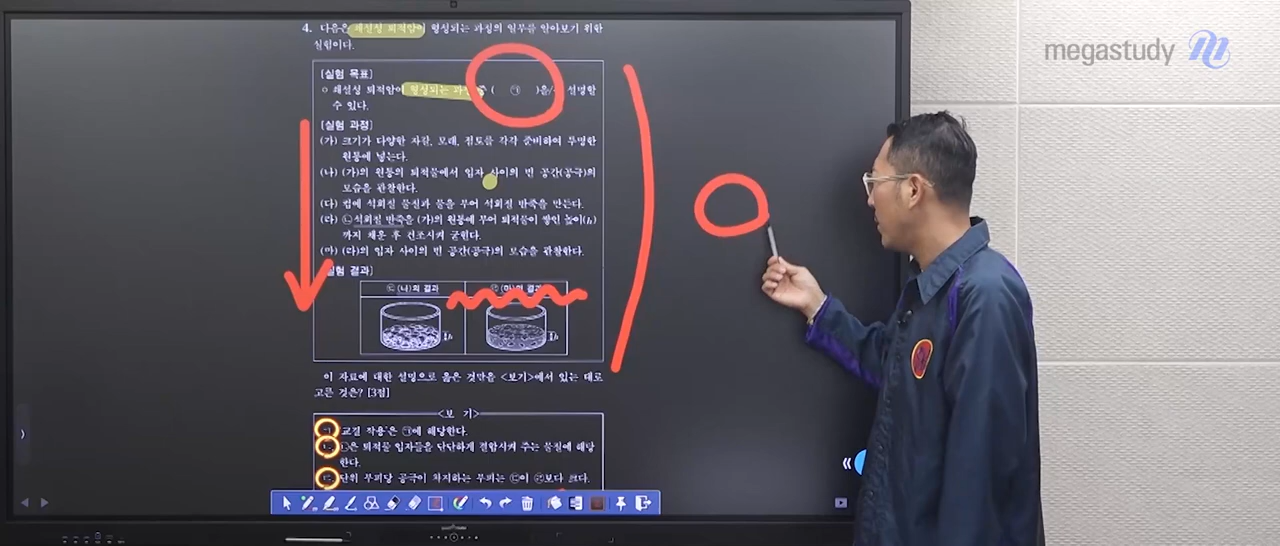 megastudy
4. 다음은 쇄설성 퇴적암이 형성되는 과정의 일부를 알아보기 위한
실험이다.
[실험 목표]
○ 쇄설성 퇴적암이 형성되는 과정 중 ( ㉠ )을/를 설명할
수 있다.
[실험 과정]
(가) 크기가 다양한 자갈, 모래, 점토를 각각 준비하여 투명한
원통에 넣는다.
(나) (가)의 원통의 퇴적물에서 입자 사이의 빈 공간(공극)의
모습을 관찰한다.
(다) 컵에 석회질 물질과 물을 부어 석회질 반죽을 만든다.
(라) ㉡석회질 반죽을 (가)의 원통에 부어 퇴적물이 쌓인 높이(h)
까지 채운 후 건조시켜 굳힌다.
(마) (라)의 입자 사이의 빈 공간(공극)의 모습을 관찰한다.
실험 결과]
㉢ (나)의 결과 ㉣ (마)의 결과
h h
이 자료에 대한 설명으로 옳은 것만을 <보기>에서 있는 대로
고른 것은? [3점]
<보 기>
ㄱ. 교결 작용은 ㉠에 해당한다.
ㄴ. ㉡은 퇴적물 입자들을 단단하게 결합시켜 주는 물질에 해당
한다.
ㄷ. 단위 부피당 공극이 차지하는 부피는 ㉢이 ㉣보다 크다.